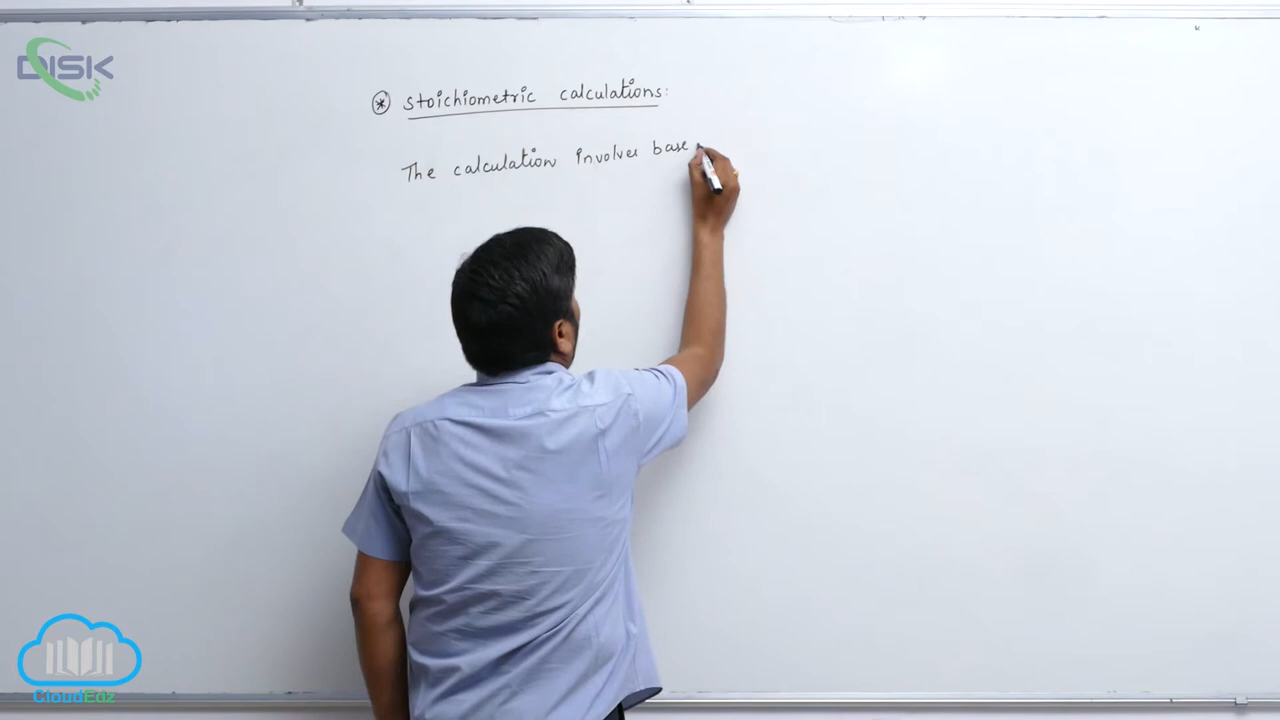 DISK
* stoichiometric calculations:
The calculation involves base
CloudEdz